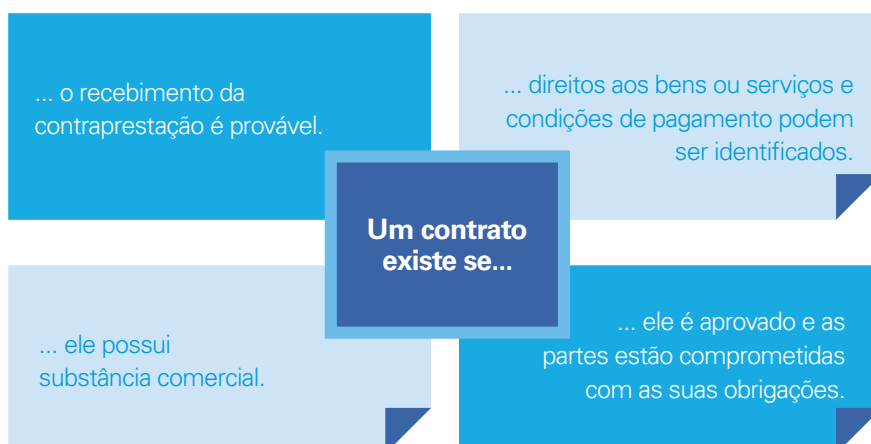 ... o recebimento da
contraprestação é provável.
... direitos aos bens ou serviços e
condições de pagamento podem
ser identificados.
Um contrato
existe se...
... ele possui
substância comercial.
... ele é aprovado e as
partes estão comprometidas
com as suas obrigações.